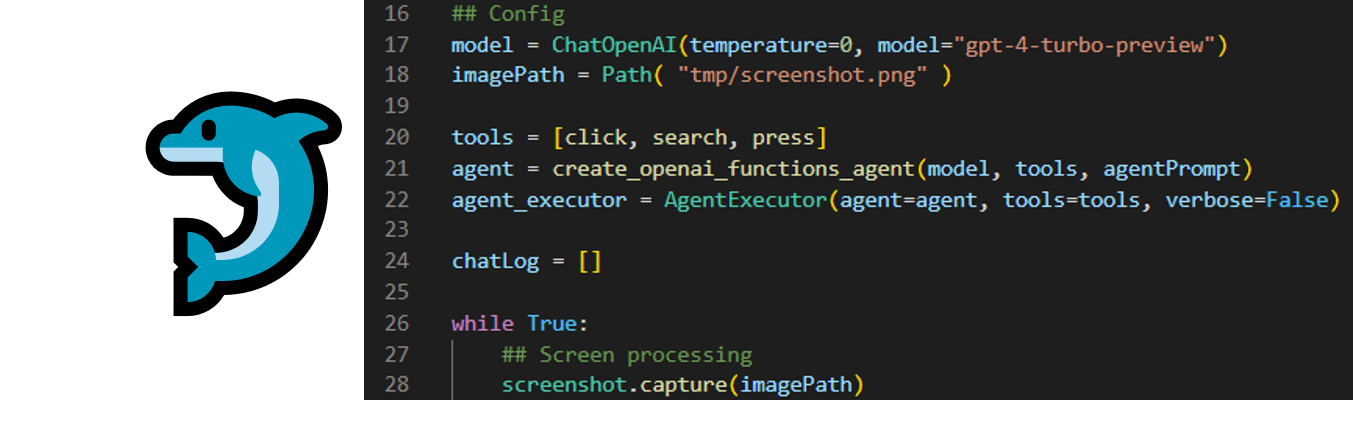 16 ## Config
17 model = ChatOpenAI(temperature=0, model="gpt-4-turbo-preview")
18 imagePath = Path( "tmp/screenshot.png" )
19
20 tools = [click, search, press]
21 agent = create_openai_functions_agent(model, tools, agentPrompt)
22 agent_executor = AgentExecutor(agent=agent, tools=tools, verbose=False)
23
24 chatLog = []
25
26 while True:
27     ## Screen processing
28     screenshot.capture(imagePath)